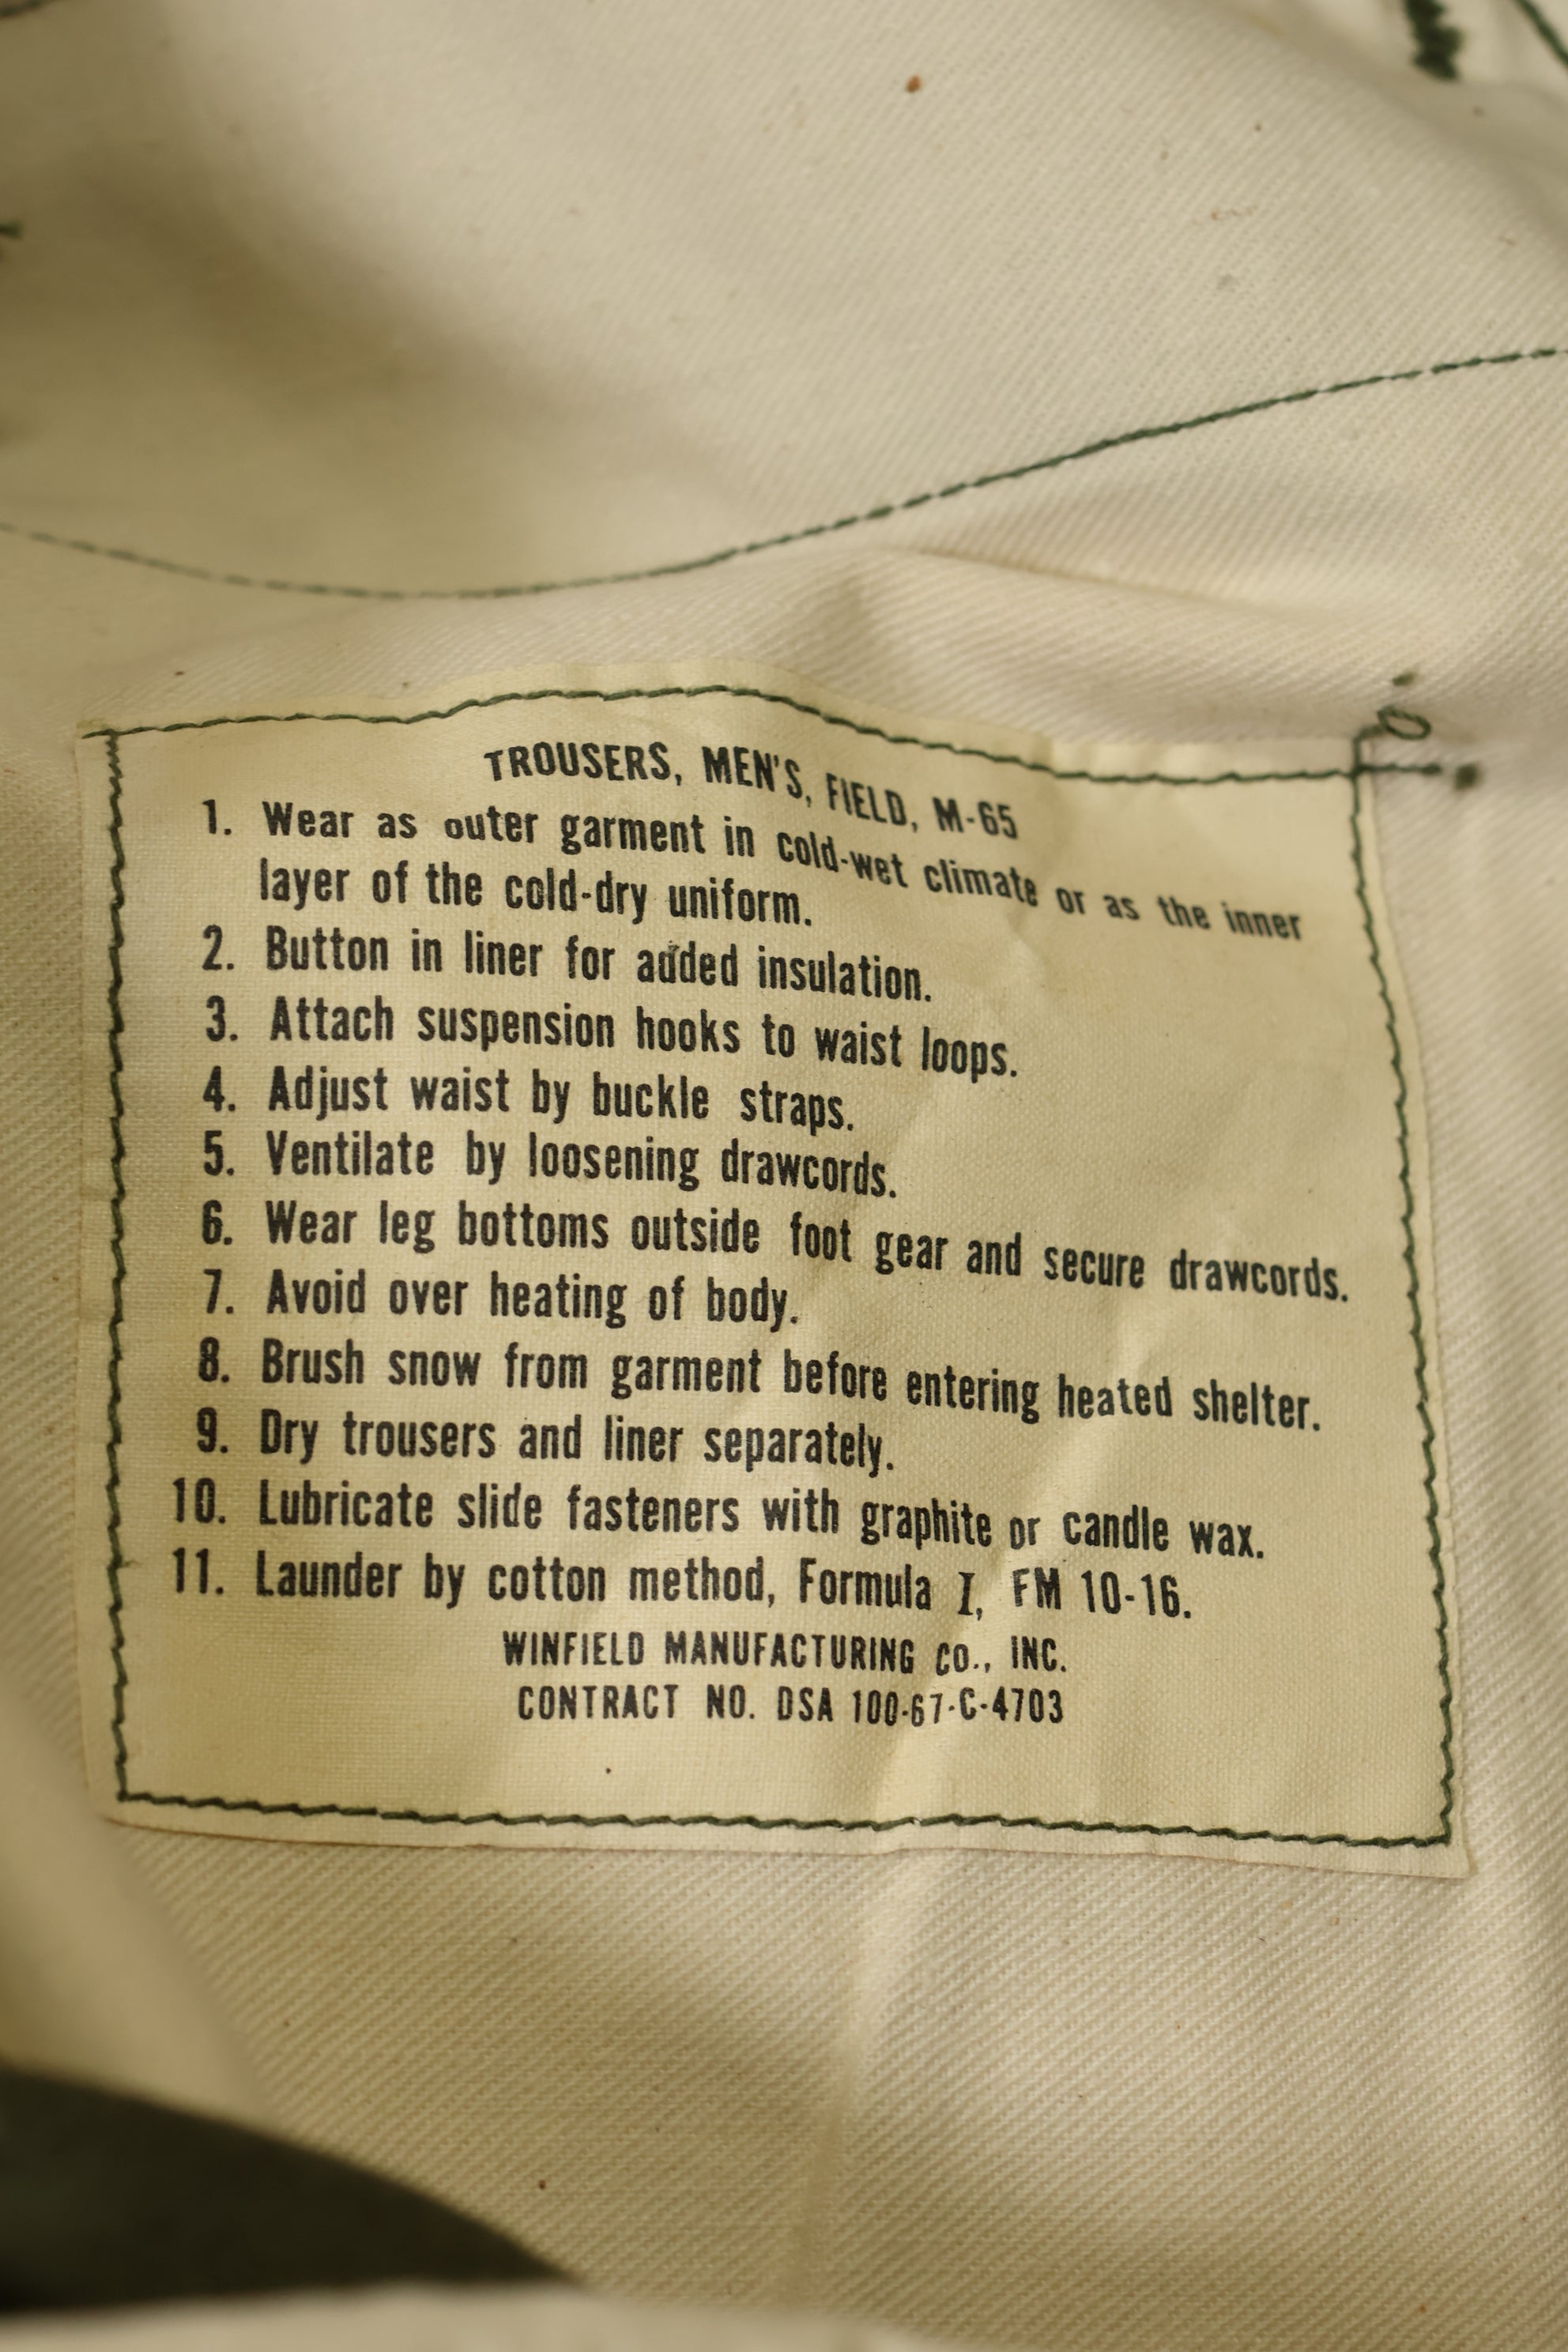 TROUSERS, MEN'S, FIELD, M-65
1. Wear as outer garment in cold-wet climate or as the inner
layer of the cold-dry uniform.
2. Button in liner for added insulation.
3. Attach suspension hooks to waist loops.
4. Adjust waist by buckle straps.
5. Ventilate by loosening drawcords.
6. Wear leg bottoms outside foot gear and secure drawcords.
7. Avoid over heating of body.
8. Brush snow from garment before entering heated shelter.
9. Dry trousers and liner separately.
10. Lubricate slide fasteners with graphite or candle wax.
11. Launder by cotton method, Formula I, FM 10-16.
WINFIELD MANUFACTURING CO., INC.
CONTRACT NO. DSA 100-67-C-4703